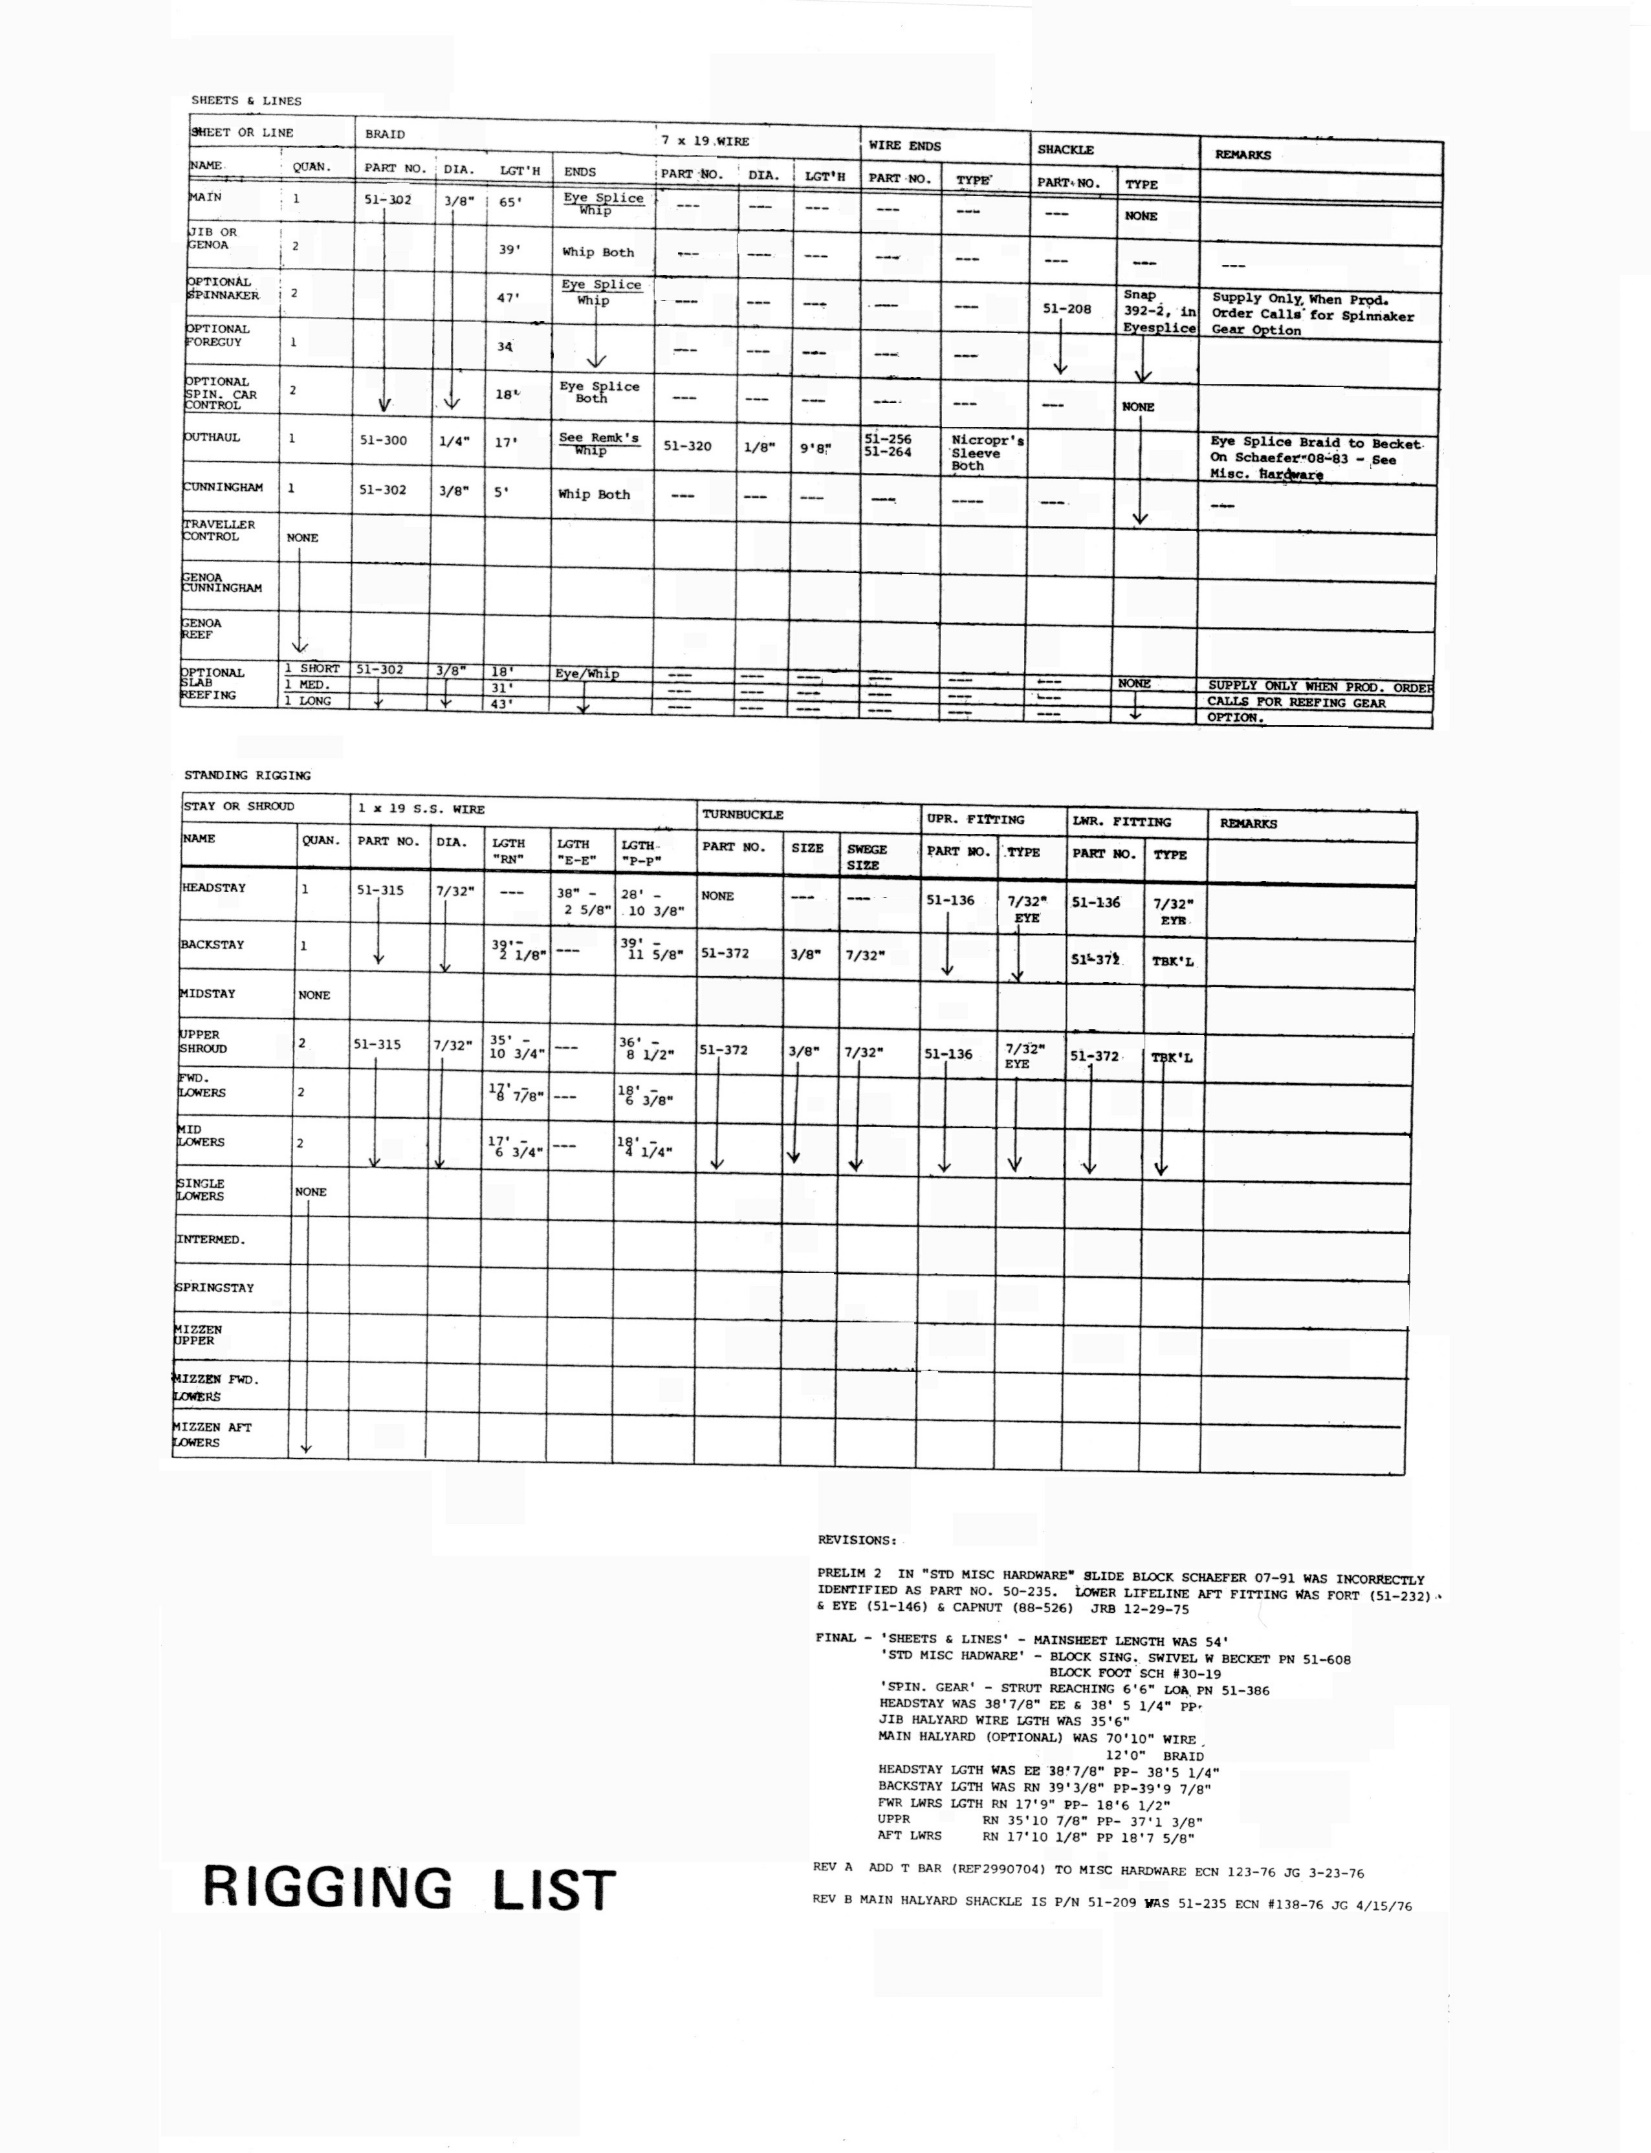 SHEETS & LINES
SHEET OR LINE BRAID 7 x 19 WIRE WIRE ENDS SHACKLE REMARKS
NAME QUAN. PART NO. DIA. LGT'H ENDS PART NO. DIA. LGT'H PART NO. TYPE PART NO. TYPE
MAIN 1 51-302 3/8" 65' Eye Splice --- --- --- --- --- --- NONE
Whip
JIB OR
GENOA 2 39' Whip Both --- --- --- --- --- --- --- ---
OPTIONAL Eye Splice Snap Supply Only When Prod.
SPINNAKER 2 47' Whip --- --- --- --- --- 51-208 392-2, in Order Calls for Spinnaker
Eyesplice Gear Option
OPTIONAL
FOREGUY 1 34 --- --- --- --- ---
OPTIONAL
SPIN. CAR 2 18' Eye Splice --- --- --- --- --- --- NONE
CONTROL Both
OUTHAUL 1 51-300 1/4" 17' See Remk's 51-320 1/8" 9'8" 51-256 Nicropr's Eye Splice Braid to Becket
Whip 51-264 Sleeve On Schaefer 08-83 - See
Both Misc. Hardware
CUNNINGHAM 1 51-302 3/8" 5' Whip Both --- --- --- --- ---- --- ---
TRAVELLER
CONTROL NONE
GENOA
CUNNINGHAM
GENOA
REEF
OPTIONAL 1 SHORT 51-302 3/8" 18' Eye/Whip --- --- --- --- --- --- NONE SUPPLY ONLY WHEN PROD. ORDER
SLAB 1 MED. 31' --- --- --- --- --- --- CALLS FOR REEFING GEAR
REEFING 1 LONG 43' --- --- --- --- --- --- OPTION.
STANDING RIGGING
STAY OR SHROUD 1 x 19 S.S. WIRE TURNBUCKLE UPR. FITTING LWR. FITTING REMARKS
NAME QUAN. PART NO. DIA. LGTH LGTH LGTH PART NO. SIZE SWEGE PART NO. TYPE PART NO. TYPE
"RN" "E-E" "P-P" SIZE
HEADSTAY 1 51-315 7/32" --- 38" - 28' - NONE --- --- 51-136 7/32" 51-136 7/32"
2 5/8" 10 3/8" EYE EYE
BACKSTAY 1 39'- --- 39' - 51-372 3/8" 7/32" 51-372 TBK'L
2 1/8" 11 5/8"
MIDSTAY NONE
UPPER 35' - 36' - 7/32"
SHROUD 2 51-315 7/32" 10 3/4" --- 8 1/2" 51-372 3/8" 7/32" 51-136 EYE 51-372 TBK'L
FWD. 17' - 18' -
LOWERS 2 8 7/8" --- 6 3/8"
MID 17' - 18' -
LOWERS 2 6 3/4" --- 4 1/4"
SINGLE
LOWERS NONE
INTERMED.
SPRINGSTAY
MIZZEN
UPPER
MIZZEN FWD.
LOWERS
MIZZEN AFT
LOWERS
REVISIONS:
PRELIM 2 IN "STD MISC HARDWARE" SLIDE BLOCK SCHAEFER 07-91 WAS INCORRECTLY
IDENTIFIED AS PART NO. 50-235. LOWER LIFELINE AFT FITTING WAS FORT (51-232)
& EYE (51-146) & CAPNUT (88-526) JRB 12-29-75
FINAL - 'SHEETS & LINES' - MAINSHEET LENGTH WAS 54'
'STD MISC HADWARE' - BLOCK SING. SWIVEL W BECKET PN 51-608
BLOCK FOOT SCH #30-19
'SPIN. GEAR' - STRUT REACHING 6'6" LOA PN 51-386
HEADSTAY WAS 38'7/8" EE & 38' 5 1/4" PP
JIB HALYARD WIRE LGTH WAS 35'6"
MAIN HALYARD (OPTIONAL) WAS 70'10" WIRE
12'0" BRAID
HEADSTAY LGTH WAS EE 38'7/8" PP- 38'5 1/4"
BACKSTAY LGTH WAS RN 39'3/8" PP-39'9 7/8"
FWR LWRS LGTH RN 17'9" PP- 18'6 1/2"
UPPR RN 35'10 7/8" PP- 37'1 3/8"
AFT LWRS RN 17'10 1/8" PP 18'7 5/8"
REV A ADD T BAR (REF2990704) TO MISC HARDWARE ECN 123-76 JG 3-23-76
REV B MAIN HALYARD SHACKLE IS P/N 51-209 WAS 51-235 ECN #138-76 JG 4/15/76
RIGGING LIST